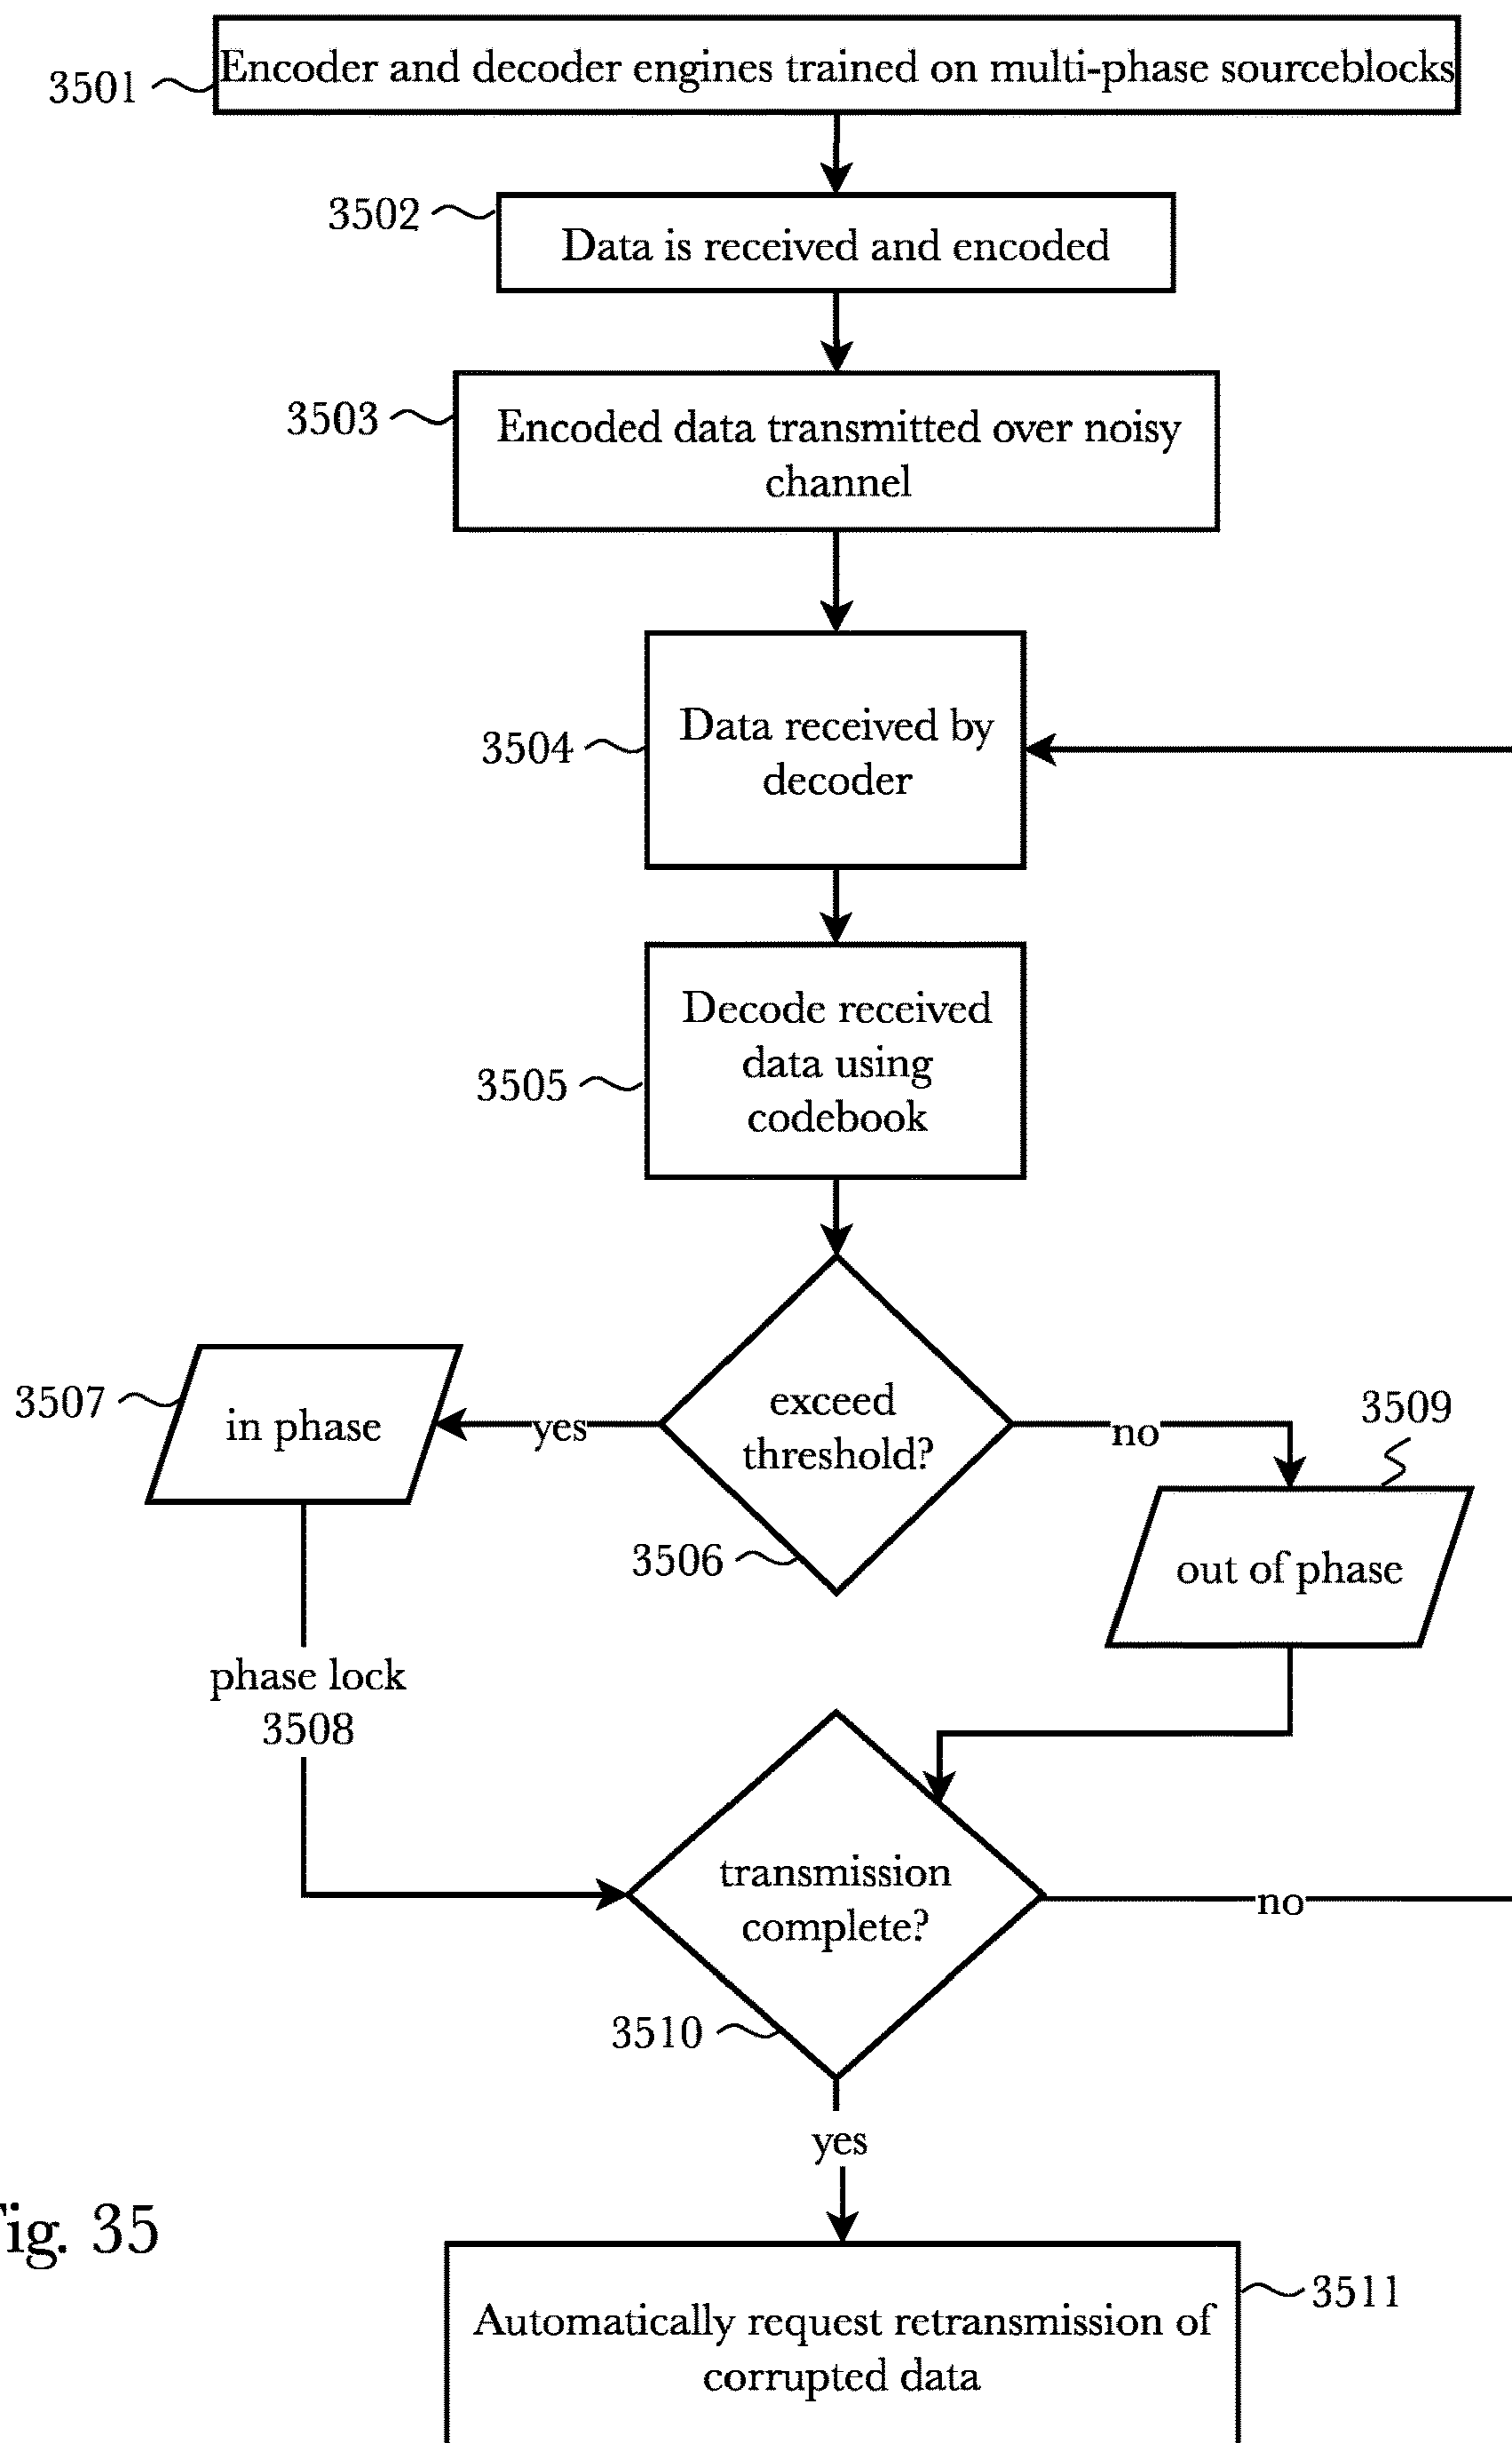 3501
Encoder and decoder engines trained on multi-phase sourceblocks
3502
Data is received and encoded
3503
Encoded data transmitted over noisy
channel
3504
Data received by
decoder
3505
Decode received
data using
codebook
3507
in phase
yes
exceed
threshold?
no
3509
3506
out of phase
phase lock
3508
transmission
complete?
no
3510
yes
ig. 35
3511
Automatically request retransmission of
corrupted data